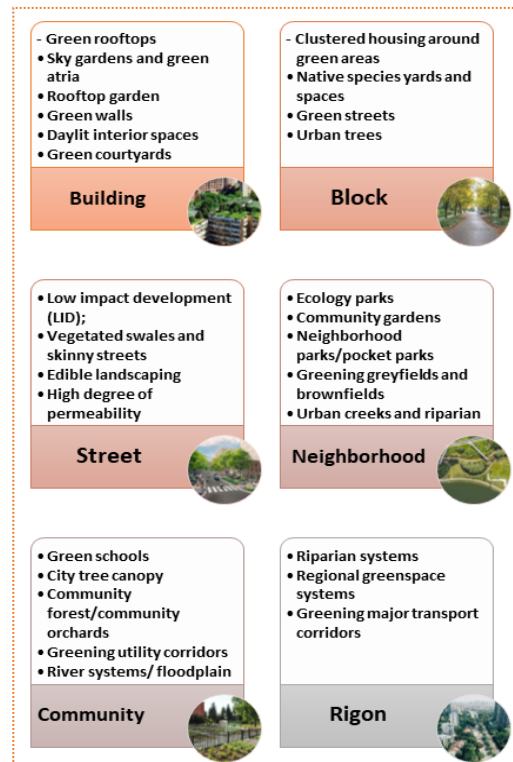 - Green rooftops
• Sky gardens and green
atria
• Rooftop garden
• Green walls
• Daylit interior spaces
• Green courtyards
Building
- Clustered housing around
green areas
• Native species yards and
spaces
• Green streets
• Urban trees
Block
• Low impact development
(LID);
• Vegetated swales and
skinny streets
• Edible landscaping
• High degree of
permeability
Street
• Ecology parks
• Community gardens
• Neighborhood
parks/pocket parks
• Greening greyfields and
brownfields
• Urban creeks and riparian
Neighborhood
• Green schools
• City tree canopy
• Community
forest/community
orchards
• Greening utility corridors
• River systems/ floodplain
Community
• Riparian systems
• Regional greenspace
systems
• Greening major transport
corridors
Rigon